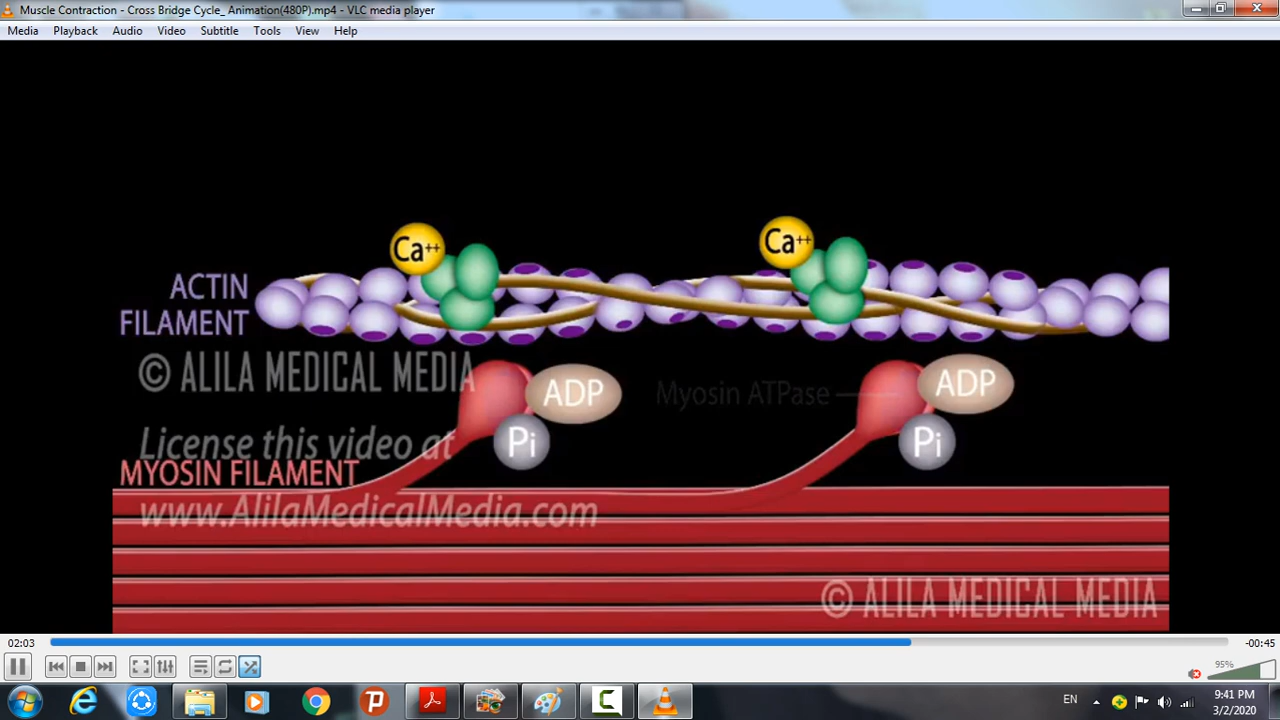 Muscle Contraction - Cross Bridge Cycle_ Animation(480P).mp4 - VLC media player
Media Playback Audio Video Subtitle Tools View Help
Ca++
Ca++
ACTIN
FILAMENT
© ALILA MEDICAL MEDIA
ADP
Myosin ATPase
ADP
Pi
Pi
License this video at
MYOSIN FILAMENT
www.AlilaMedicalMedia.com
© ALILA MEDICAL MEDIA
02:03
-00:45
95%
EN
9:41 PM
3/2/2020